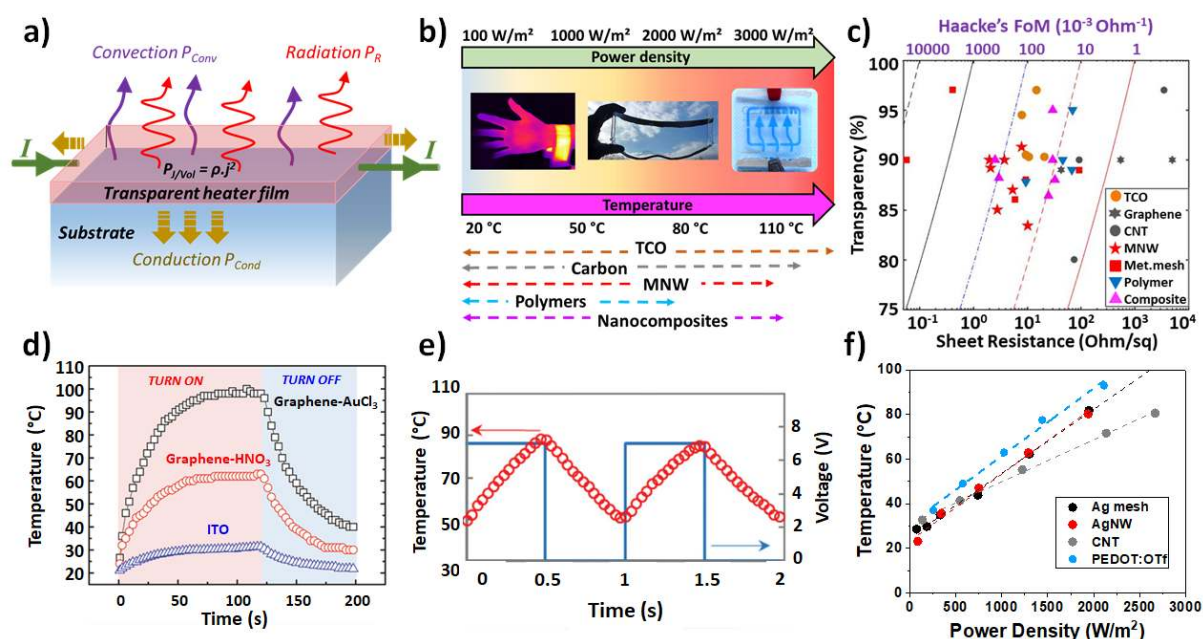 a)
Convection P_Conv
Radiation P_R
I
I
P_J/Vol = ρ.j²
Transparent heater film
Substrate
Conduction P_Cond
b)
100 W/m² 1000 W/m² 2000 W/m² 3000 W/m²
Power density
Temperature
20 °C 50 °C 80 °C 110 °C
TCO
Carbon
MNW
Polymers
Nanocomposites
c)
Haacke's FoM (10⁻³ Ohm⁻¹)
10000 1000 100 10 1
Transparency (%)
100
95
90
85
80
75
10⁻¹ 10⁰ 10¹ 10² 10³ 10⁴
Sheet Resistance (Ohm/sq)
TCO
Graphene
CNT
MNW
Met.mesh
Polymer
Composite
d)
Temperature (°C)
110
100
90
80
70
60
50
40
30
20
TURN ON TURN OFF
Graphene-AuCl₃
Graphene-HNO₃
ITO
0 50 100 150 200
Time (s)
e)
Temperature (°C)
110
90
70
50
30
Voltage (V)
8
6
4
2
0
0 0.5 1 1.5 2
Time (s)
f)
Temperature (°C)
100
80
60
40
20
0
Ag mesh
AgNW
CNT
PEDOT:OTf
0 500 1000 1500 2000 2500 3000
Power Density (W/m²)